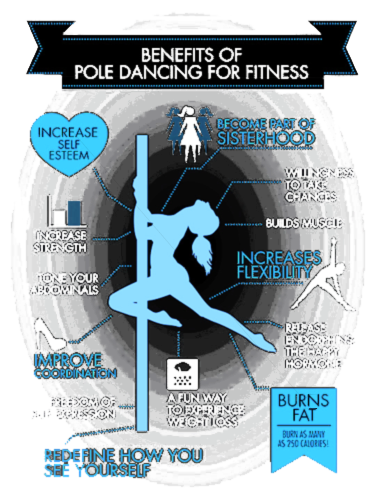 BENEFITS OF
POLE DANCING FOR FITNESS
INCREASE
SELF
ESTEEM
BECOME PART OF
SISTERHOOD
WILLINGNESS
TO TAKE
CHANCES
INCREASE
STRENGTH
BUILDS MUSCLE
INCREASES
FLEXIBILITY
TONE YOUR
ABDOMINALS
RELEASE
ENDORPHINS
THE HAPPY
HORMONE
IMPROVE
COORDINATION
A FUN WAY
TO EXPERIENCE
WEIGHT LOSS
FREEDOM OF
EXPRESSION
BURNS
FAT
BURN AS MANY
AS 250 CALORIES!
REDEFINE HOW YOU
SEE YOURSELF